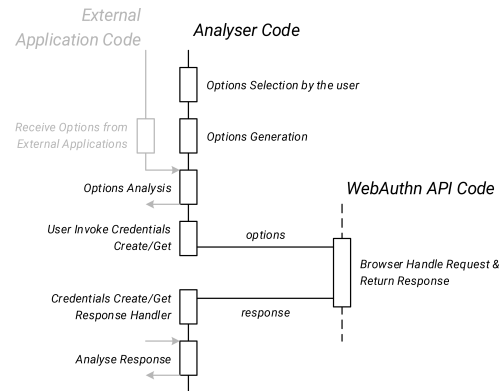 External
Application Code
Analyser Code
Options Selection by the user
Receive Options from
External Applications
Options Generation
Options Analysis
WebAuthn API Code
User Invoke Credentials
Create/Get
options
Browser Handle Request &
Return Response
Credentials Create/Get
Response Handler
response
Analyse Response